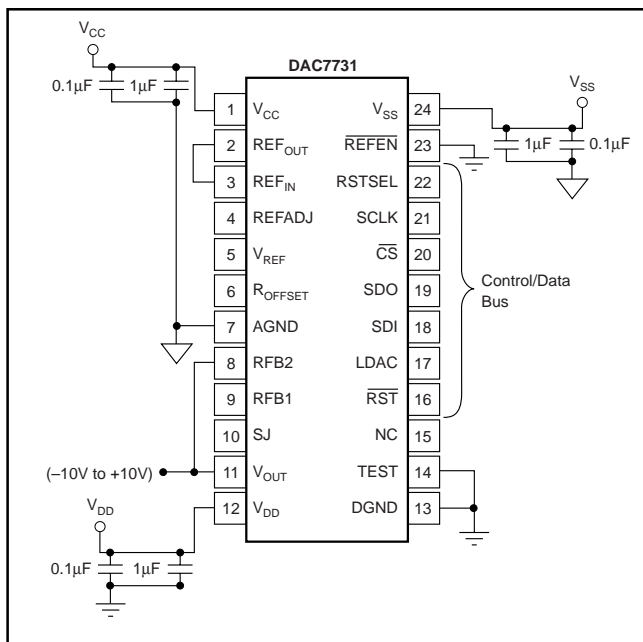 V_CC
DAC7731
0.1µF 1µF
V_SS
1 V_CC V_SS 24
2 REF_OUT R̅E̅F̅E̅N̅ 23
1µF 0.1µF
3 REF_IN RSTSEL 22
4 REFADJ SCLK 21
5 V_REF C̅S̅ 20
Control/Data
Bus
6 R_OFFSET SDO 19
7 AGND SDI 18
8 RFB2 LDAC 17
9 RFB1 R̅S̅T̅ 16
10 SJ NC 15
(–10V to +10V)
11 V_OUT TEST 14
V_DD
12 V_DD DGND 13
0.1µF 1µF